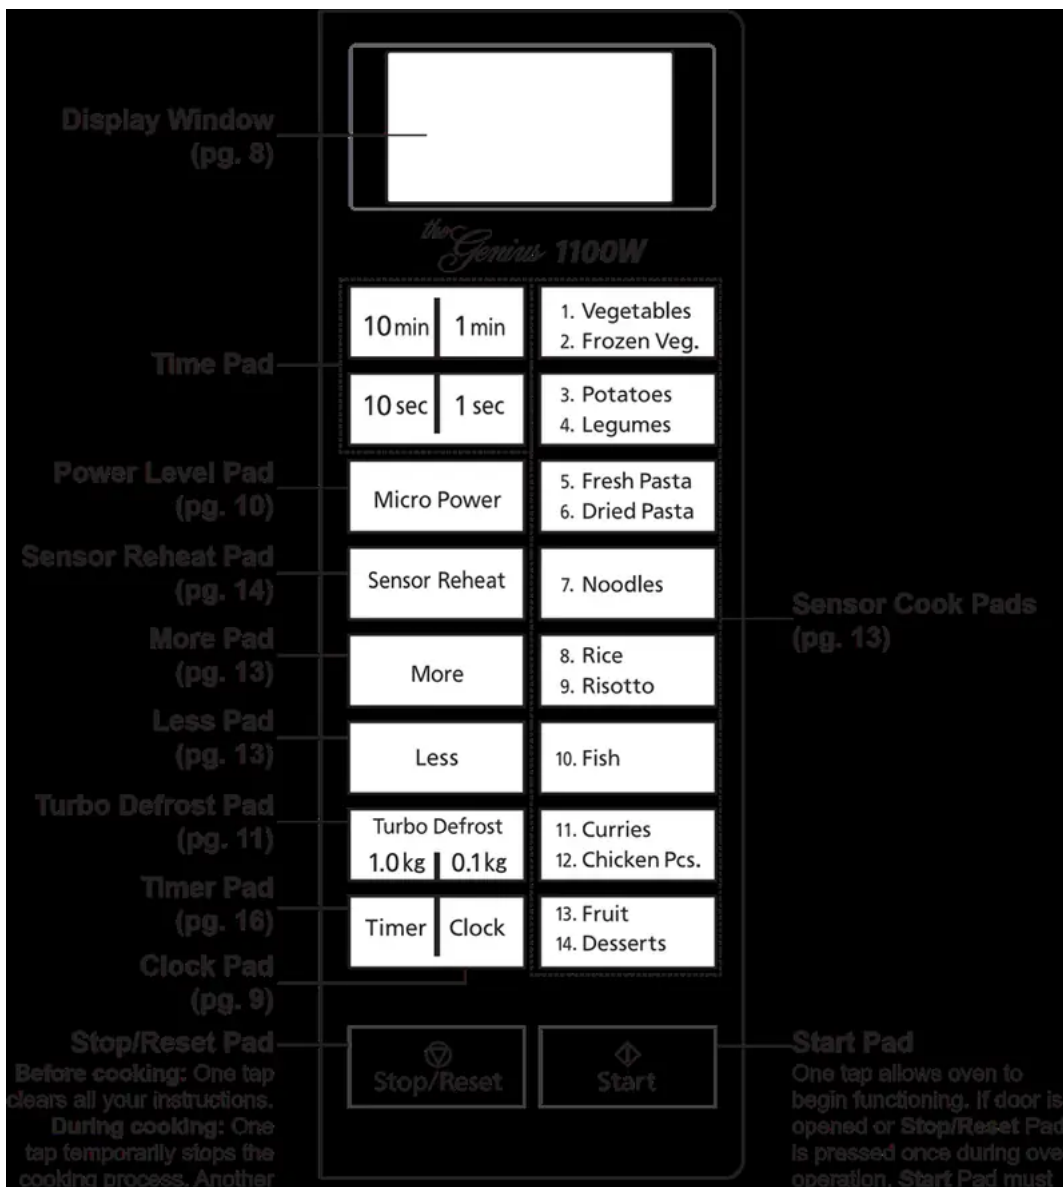 Display Window
(pg. 8)
the Genius 1100W
Time Pad
10 min 1 min
10 sec 1 sec
Power Level Pad
(pg. 10)
Micro Power
Sensor Reheat Pad
(pg. 14)
Sensor Reheat
More Pad
(pg. 13)
More
Less Pad
(pg. 13)
Less
Turbo Defrost Pad
(pg. 11)
Turbo Defrost
1.0 kg 0.1 kg
Timer Pad
(pg. 16)
Timer Clock
Clock Pad
(pg. 9)
1. Vegetables
2. Frozen Veg.
3. Potatoes
4. Legumes
5. Fresh Pasta
6. Dried Pasta
7. Noodles
8. Rice
9. Risotto
10. Fish
11. Curries
12. Chicken Pcs.
13. Fruit
14. Desserts
Sensor Cook Pads
(pg. 13)
Stop/Reset Pad
Before cooking: One tap
clears all your instructions.
During cooking: One
tap temporarily stops the
cooking process. Another
Stop/Reset
Start
Start Pad
One tap allows oven to
begin functioning. If door is
opened or Stop/Reset Pad
is pressed once during ove
operation, Start Pad must